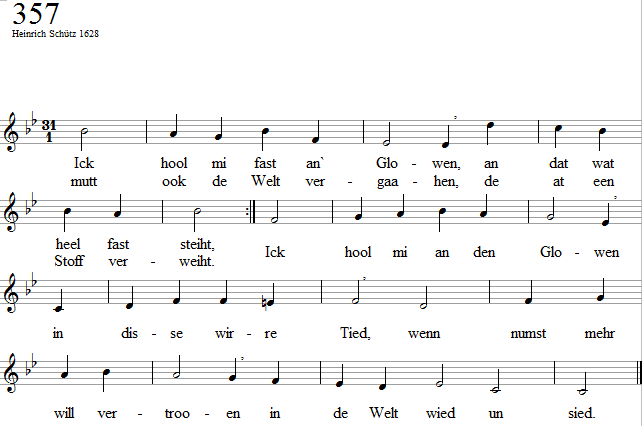 357
Heinrich Schütz 1628
31
1
Ick hool mi fast an` Glo - wen, an dat wat
mutt ook de Welt ver - gaa - hen, de at een
heel fast steiht, Ick hool mi an den Glo - wen
Stoff ver - weiht.
in dis - se wir - re Tied, wenn numst mehr
will ver - troo - en in de Welt wied un sied.